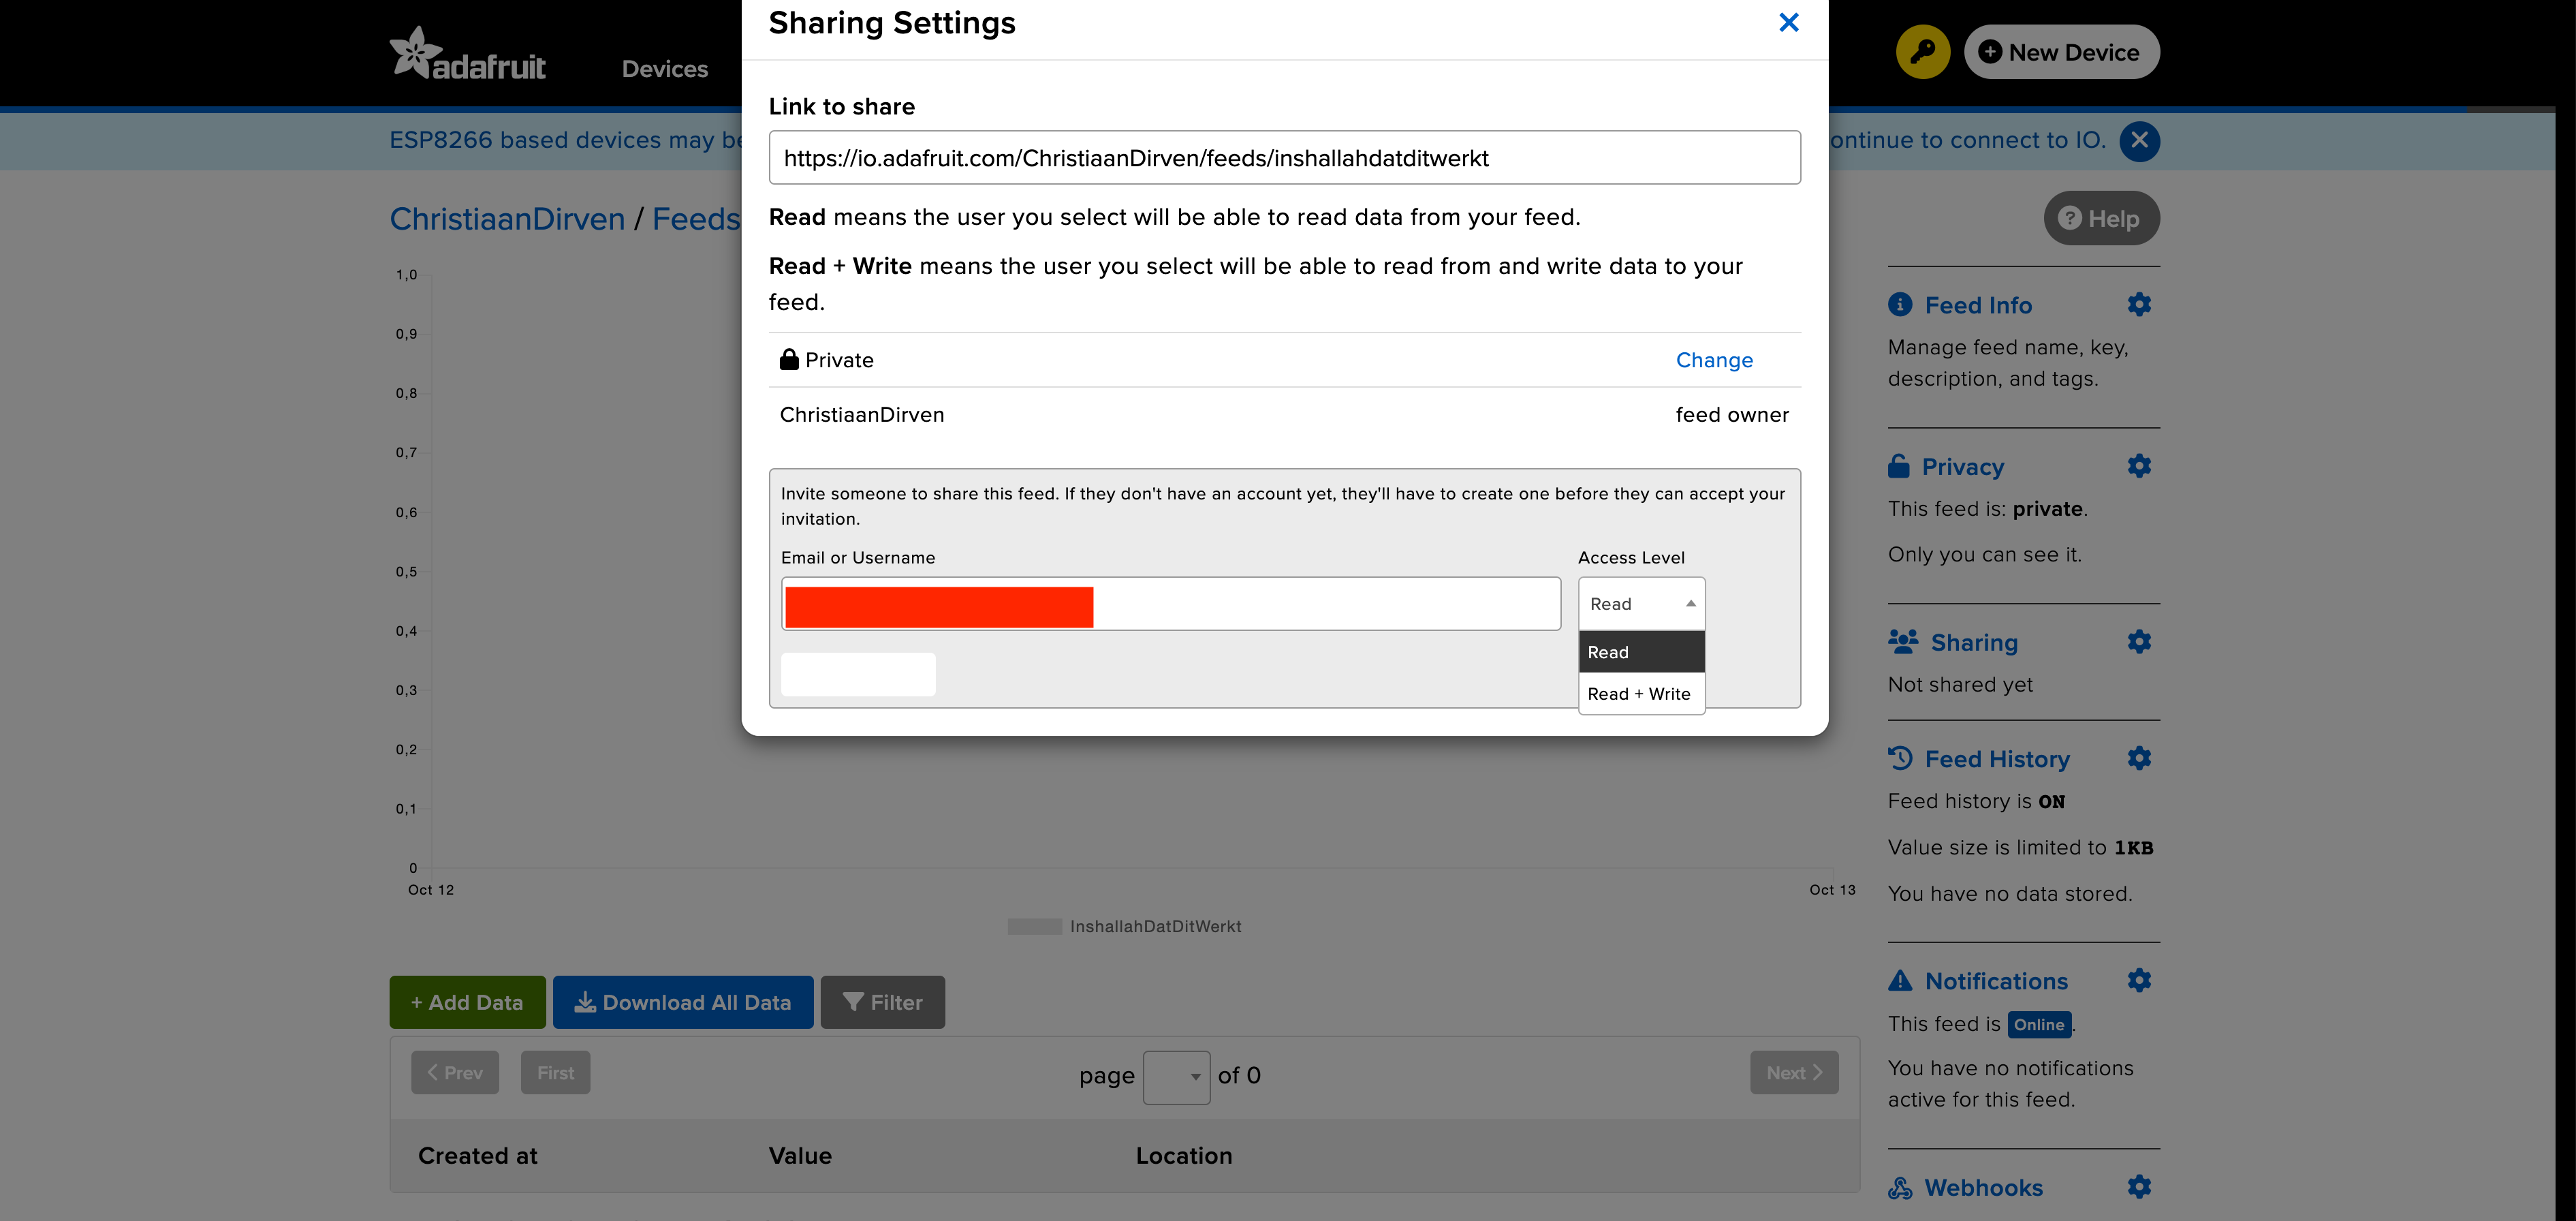 adafruit
Devices
New Device
ESP8266 based devices may be
ontinue to connect to IO.
ChristiaanDirven / Feeds
Help
Sharing Settings
Link to share
https://io.adafruit.com/ChristiaanDirven/feeds/inshallahdatditwerkt
Read means the user you select will be able to read data from your feed.
Read + Write means the user you select will be able to read from and write data to your
feed.
Private
Change
ChristiaanDirven
feed owner
Invite someone to share this feed. If they don't have an account yet, they'll have to create one before they can accept your
invitation.
Email or Username
Access Level
Read
Read
Read + Write
1,0
0,9
0,8
0,7
0,6
0,5
0,4
0,3
0,2
0,1
0
Oct 12
Oct 13
InshallahDatDitWerkt
+ Add Data
Download All Data
Filter
Prev
First
page
of 0
Next
Created at
Value
Location
Feed Info
Manage feed name, key,
description, and tags.
Privacy
This feed is: private.
Only you can see it.
Sharing
Not shared yet
Feed History
Feed history is ON
Value size is limited to 1KB
You have no data stored.
Notifications
This feed is Online.
You have no notifications
active for this feed.
Webhooks